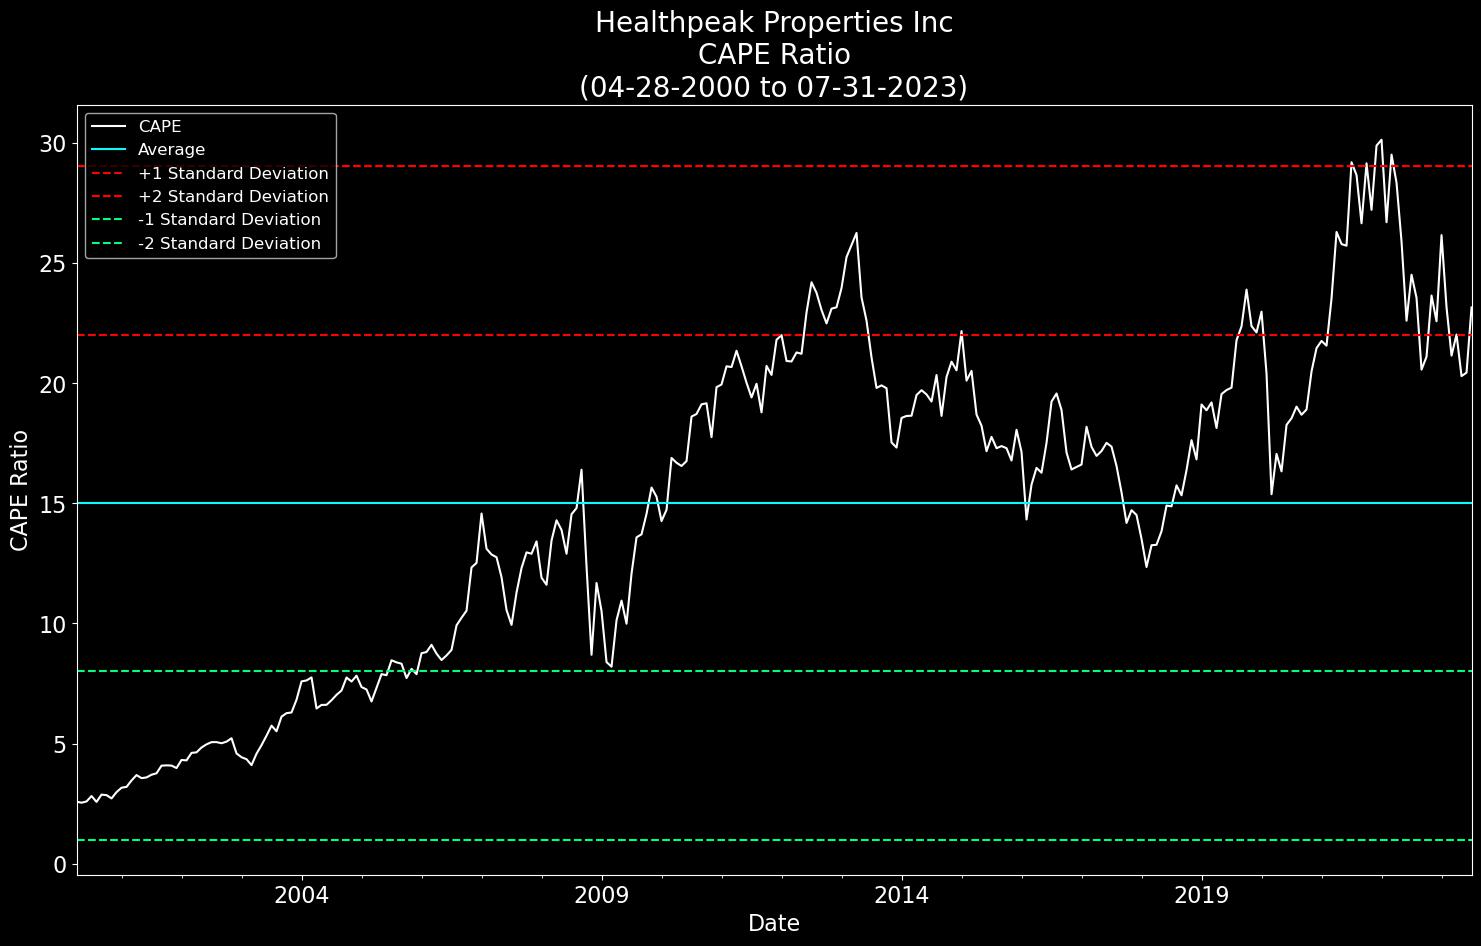 Healthpeak Properties Inc
CAPE Ratio
(04-28-2000 to 07-31-2023)
CAPE
Average
+1 Standard Deviation
+2 Standard Deviation
-1 Standard Deviation
-2 Standard Deviation
30
25
20
15
10
5
0
CAPE Ratio
2004
2009
2014
2019
Date